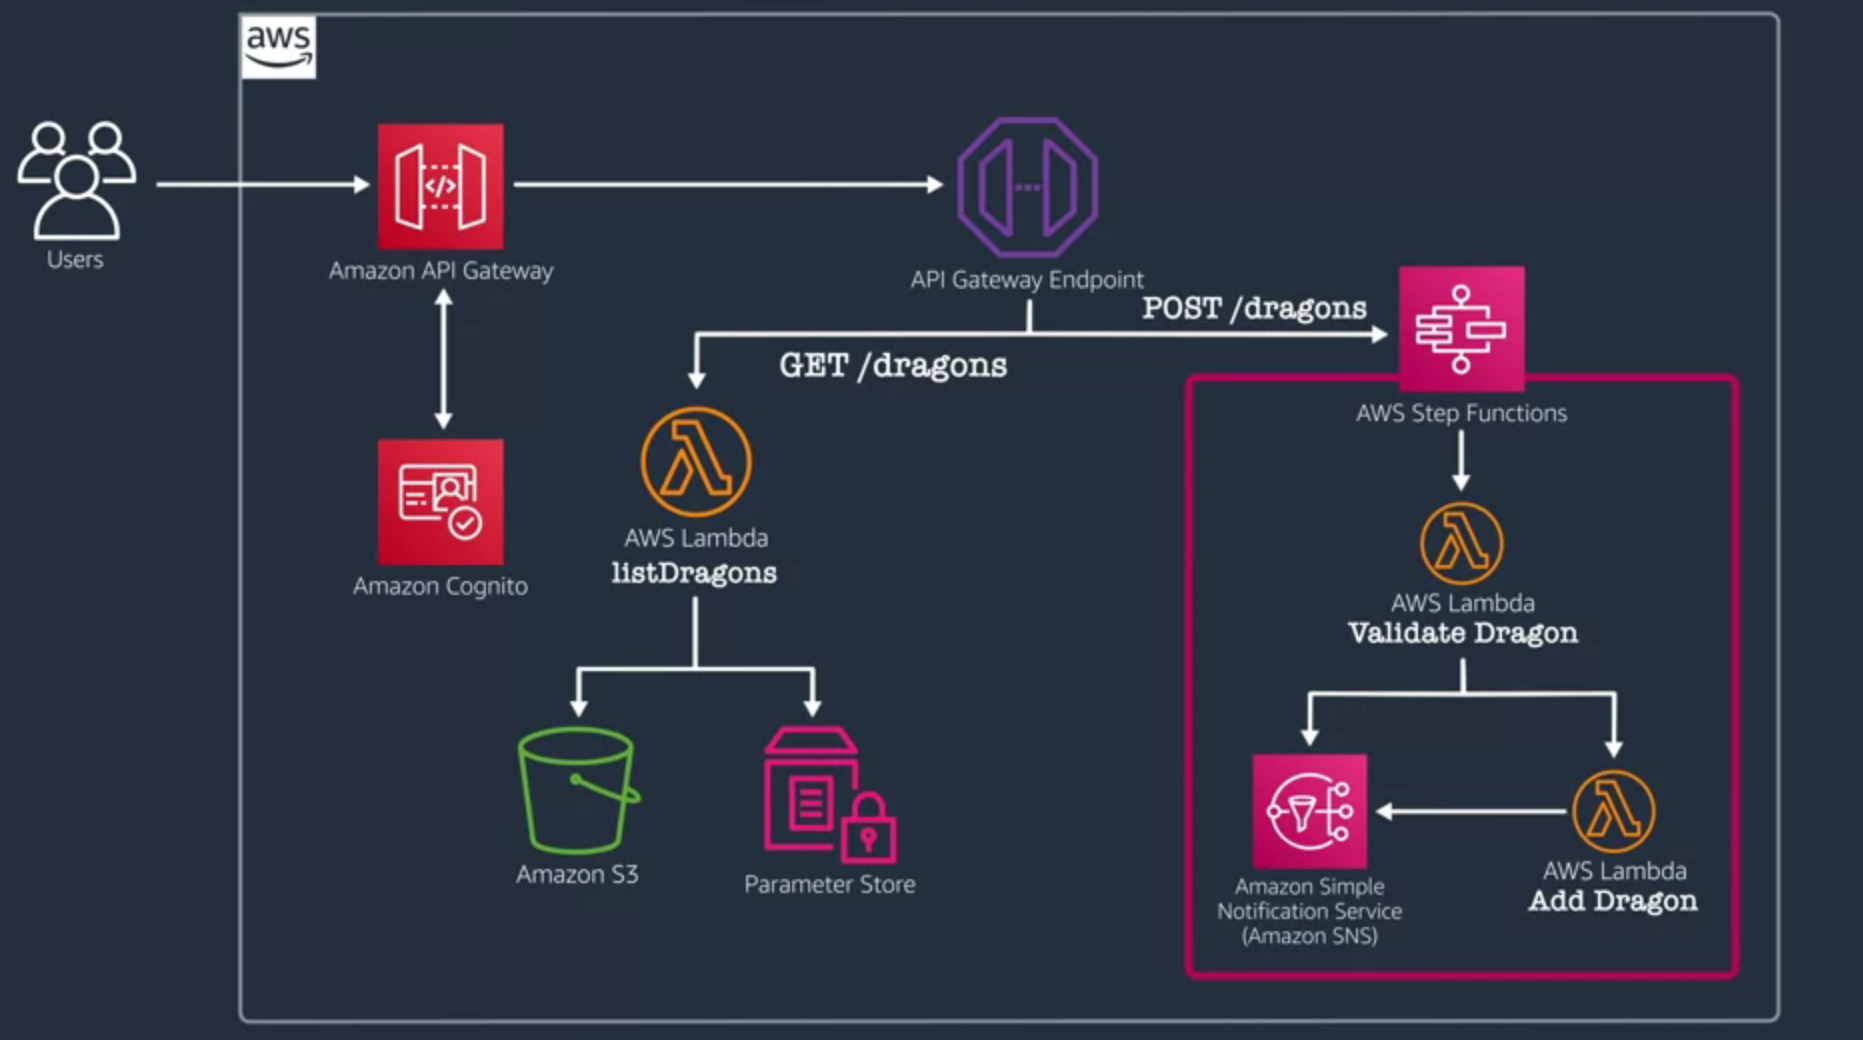 aws
Users
Amazon API Gateway
API Gateway Endpoint
POST /dragons
GET /dragons
AWS Step Functions
Amazon Cognito
AWS Lambda
listDragons
AWS Lambda
Validate Dragon
Amazon S3
Parameter Store
Amazon Simple
Notification Service
(Amazon SNS)
AWS Lambda
Add Dragon